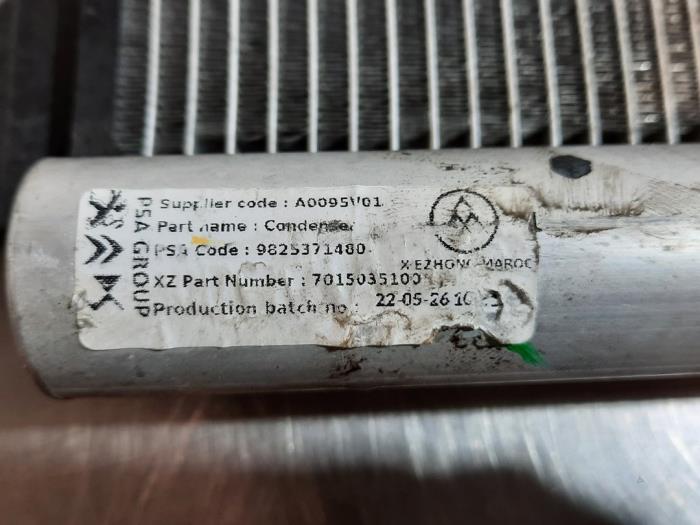 PSA GROUP
Supplier code : A0095V01
Part name : Condenser
PSA Code : 9825371480
XIEZHONG MAROC
XZ Part Number : 7015035100
Production batch no.: 22-05-26